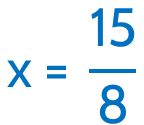 x = 15/8